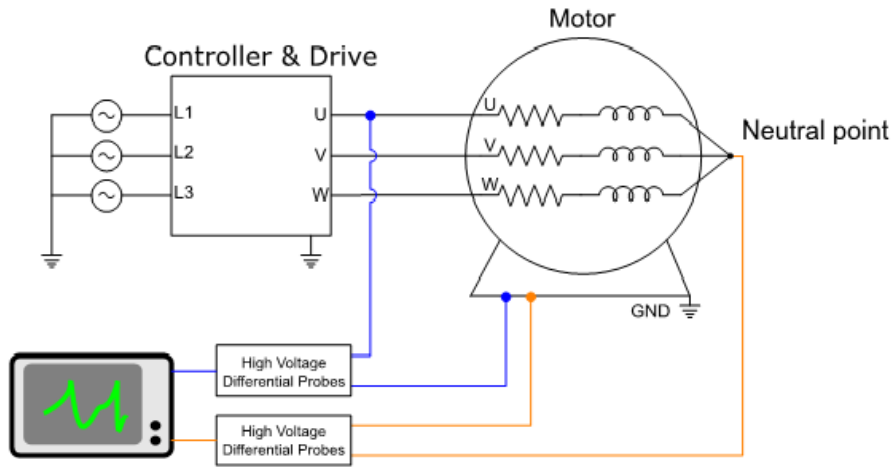 Motor
Controller & Drive
L1
U
U
Neutral point
L2
V
V
L3
W
W
GND
High Voltage
Differential Probes
High Voltage
Differential Probes